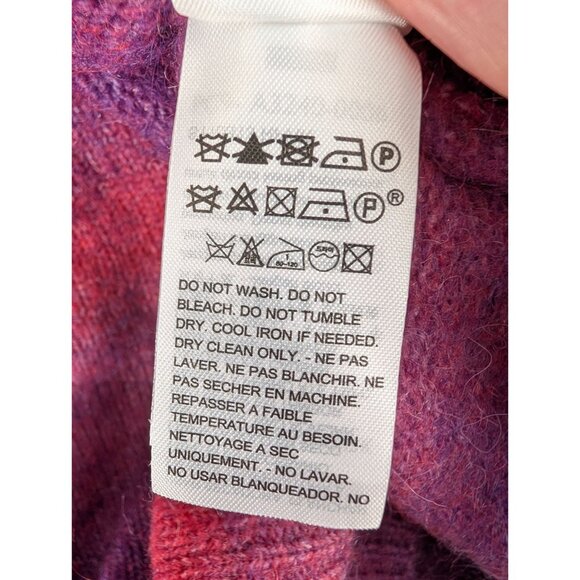 P
P®
80-120
DO NOT WASH. DO NOT
BLEACH. DO NOT TUMBLE
DRY. COOL IRON IF NEEDED.
DRY CLEAN ONLY. - NE PAS
LAVER. NE PAS BLANCHIR. NE
PAS SECHER EN MACHINE.
REPASSER A FAIBLE
TEMPERATURE AU BESOIN.
NETTOYAGE A SEC
UNIQUEMENT. - NO LAVAR.
NO USAR BLANQUEADOR. NO